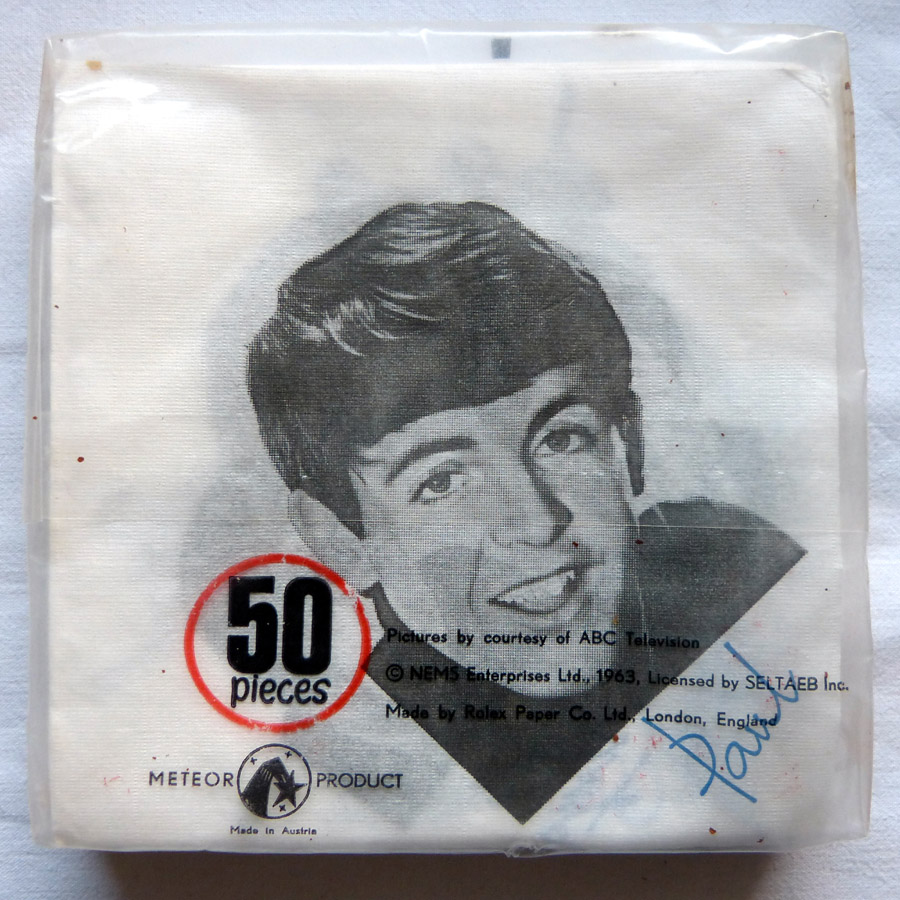 50
pieces
Pictures by courtesy of ABC Television
© NEMS Enterprises Ltd., 1963, Licensed by SELTAEB Inc.
Made by Rolex Paper Co. Ltd., London, England
Paul
METEOR PRODUCT
Made in Austria